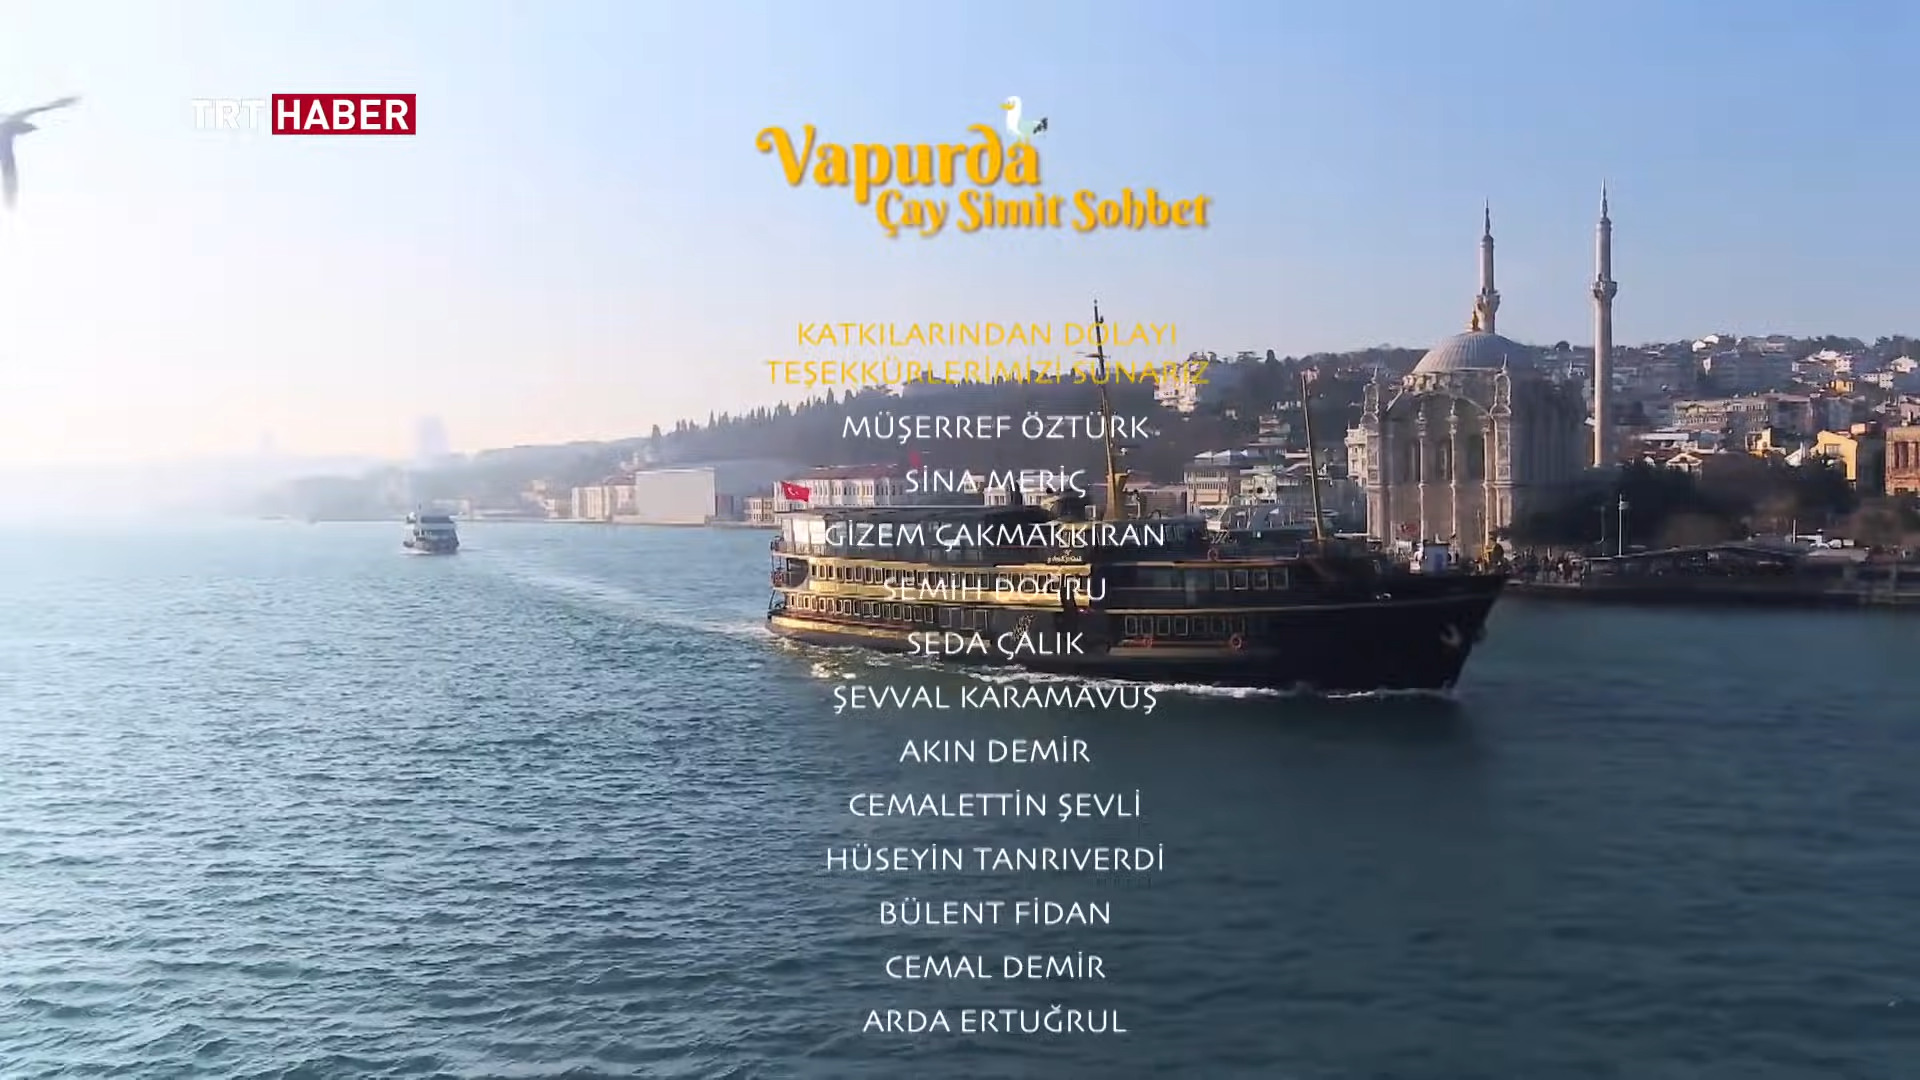 TRT HABER
Vapurda
Çay Simit Sohbet
KATKILARINDAN DOLAYI
TEŞEKKÜRLERİMİZİ SUNARIZ
MÜŞERREF ÖZTÜRK
SİNA MERİÇ
GİZEM ÇAKMAKKIRAN
SEMİH DOĞRU
SEDA ÇALIK
ŞEVVAL KARAMAVUŞ
AKIN DEMİR
CEMALETTİN ŞEVLİ
HÜSEYİN TANRIVERDİ
BÜLENT FİDAN
CEMAL DEMİR
ARDA ERTUĞRUL